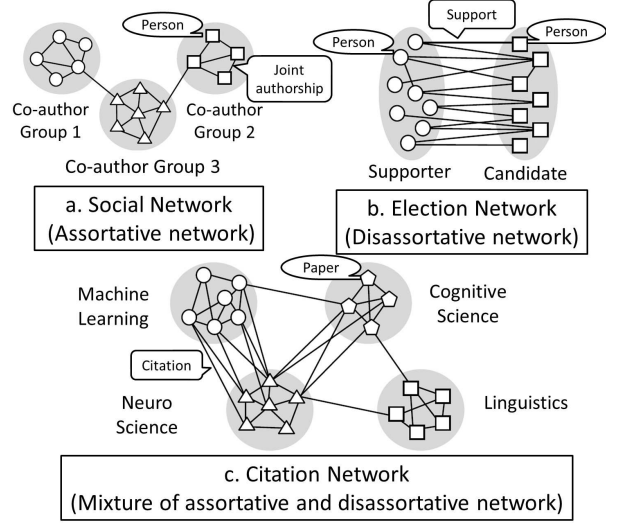 Person
Joint
authorship
Co-author
Group 1
Co-author
Group 2
Co-author Group 3
a. Social Network
(Assortative network)
Support
Person
Person
Supporter
Candidate
b. Election Network
(Disassortative network)
Machine
Learning
Paper
Cognitive
Science
Citation
Neuro
Science
Linguistics
c. Citation Network
(Mixture of assortative and disassortative network)